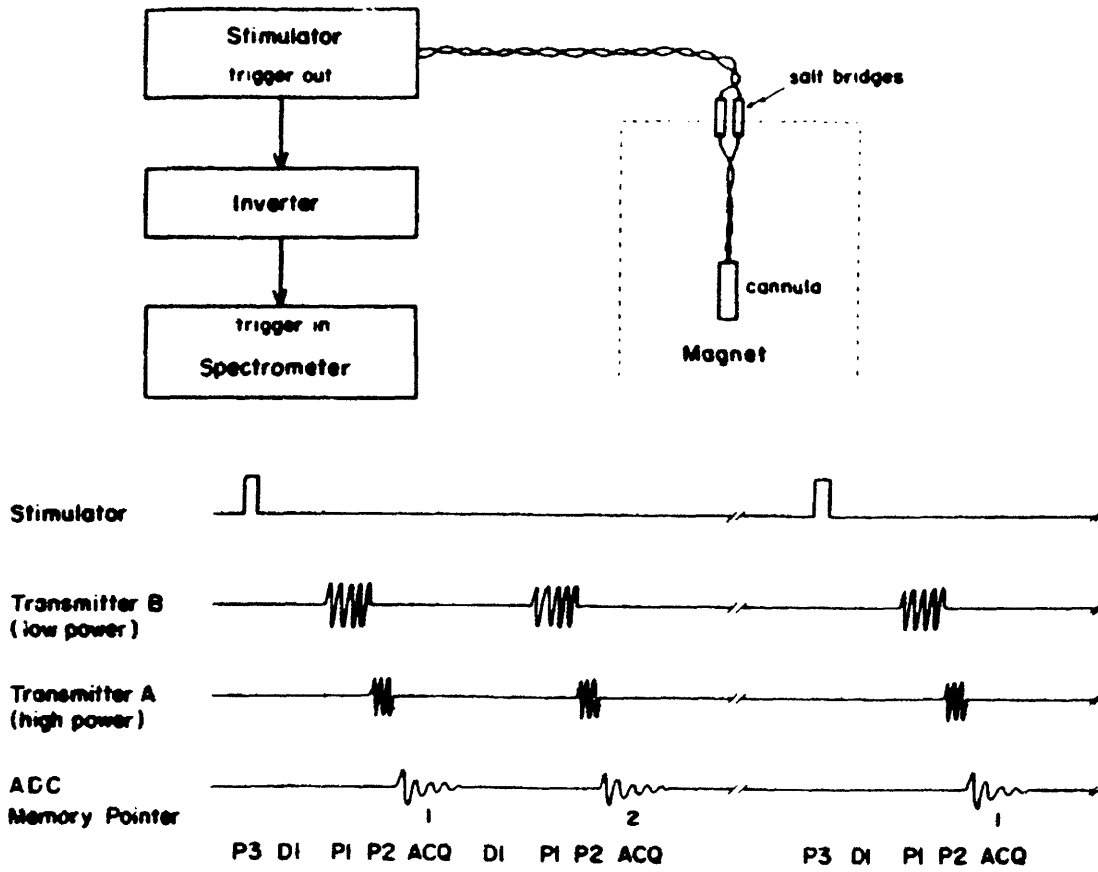 Stimulator
trigger out
salt bridges
Inverter
cannula
trigger in
Spectrometer
Magnet
Stimulator
Transmitter B
(low power)
Transmitter A
(high power)
ADC
Memory Pointer
1 2 1
P3 D1 P1 P2 ACQ D1 P1 P2 ACQ P3 D1 P1 P2 ACQ